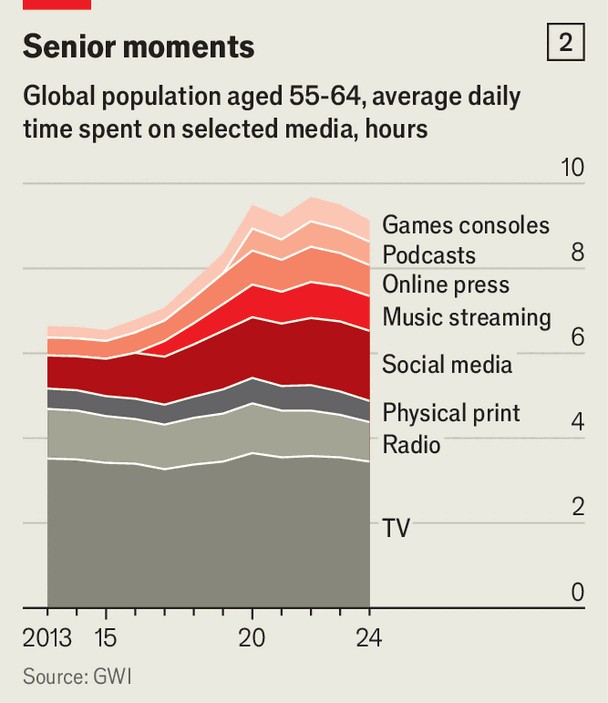 Senior moments
2
Global population aged 55-64, average daily
time spent on selected media, hours
10
Games consoles
Podcasts
8
Online press
Music streaming
6
Social media
Physical print
4
Radio
2
TV
0
2013 15 20 24
Source: GWI